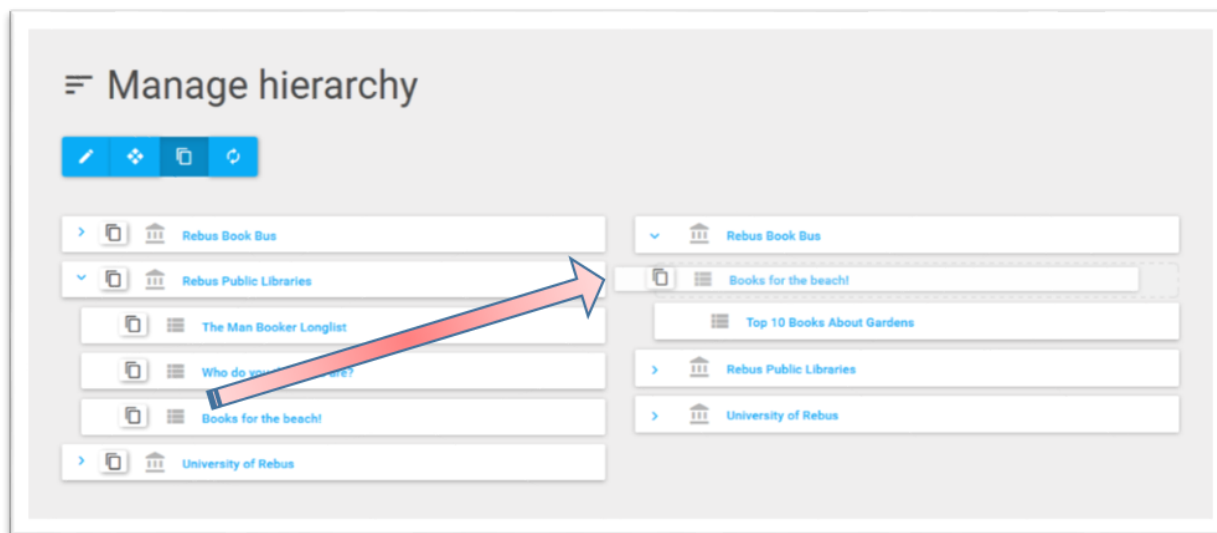 Manage hierarchy
Rebus Book Bus
Rebus Public Libraries
The Man Booker Longlist
Who do you
are?
Books for the beach!
University of Rebus
Rebus Book Bus
Books for the beach!
Top 10 Books About Gardens
Rebus Public Libraries
University of Rebus